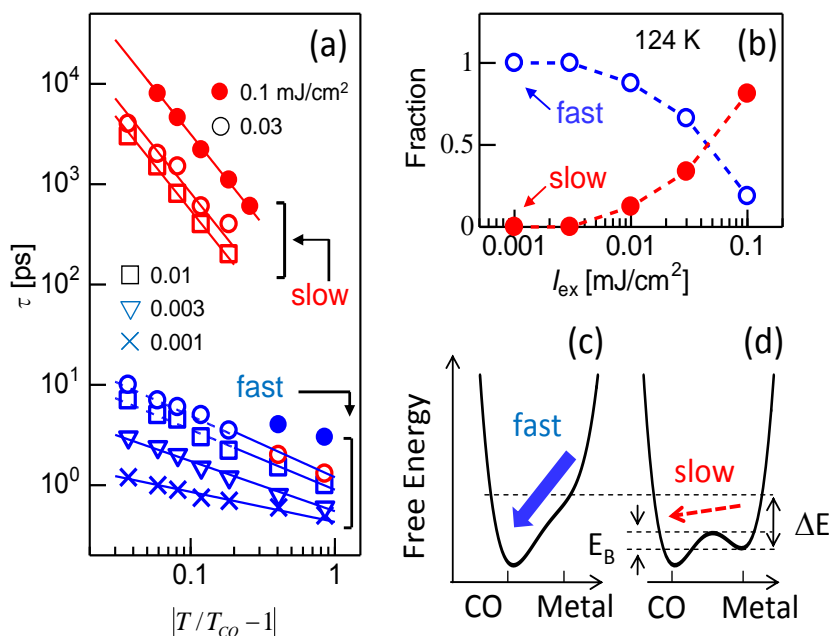 (a)
10⁴
10³
10²
10¹
10⁰
τ [ps]
0.1 mJ/cm²
0.03
slow
0.01
0.003
0.001
fast
0.1
1
|T/T_CO −1|
(b)
124 K
1
0.5
0
Fraction
fast
slow
0.001
0.01
0.1
I_ex [mJ/cm²]
(c)
(d)
Free Energy
fast
slow
E_B
ΔE
CO
Metal
CO
Metal